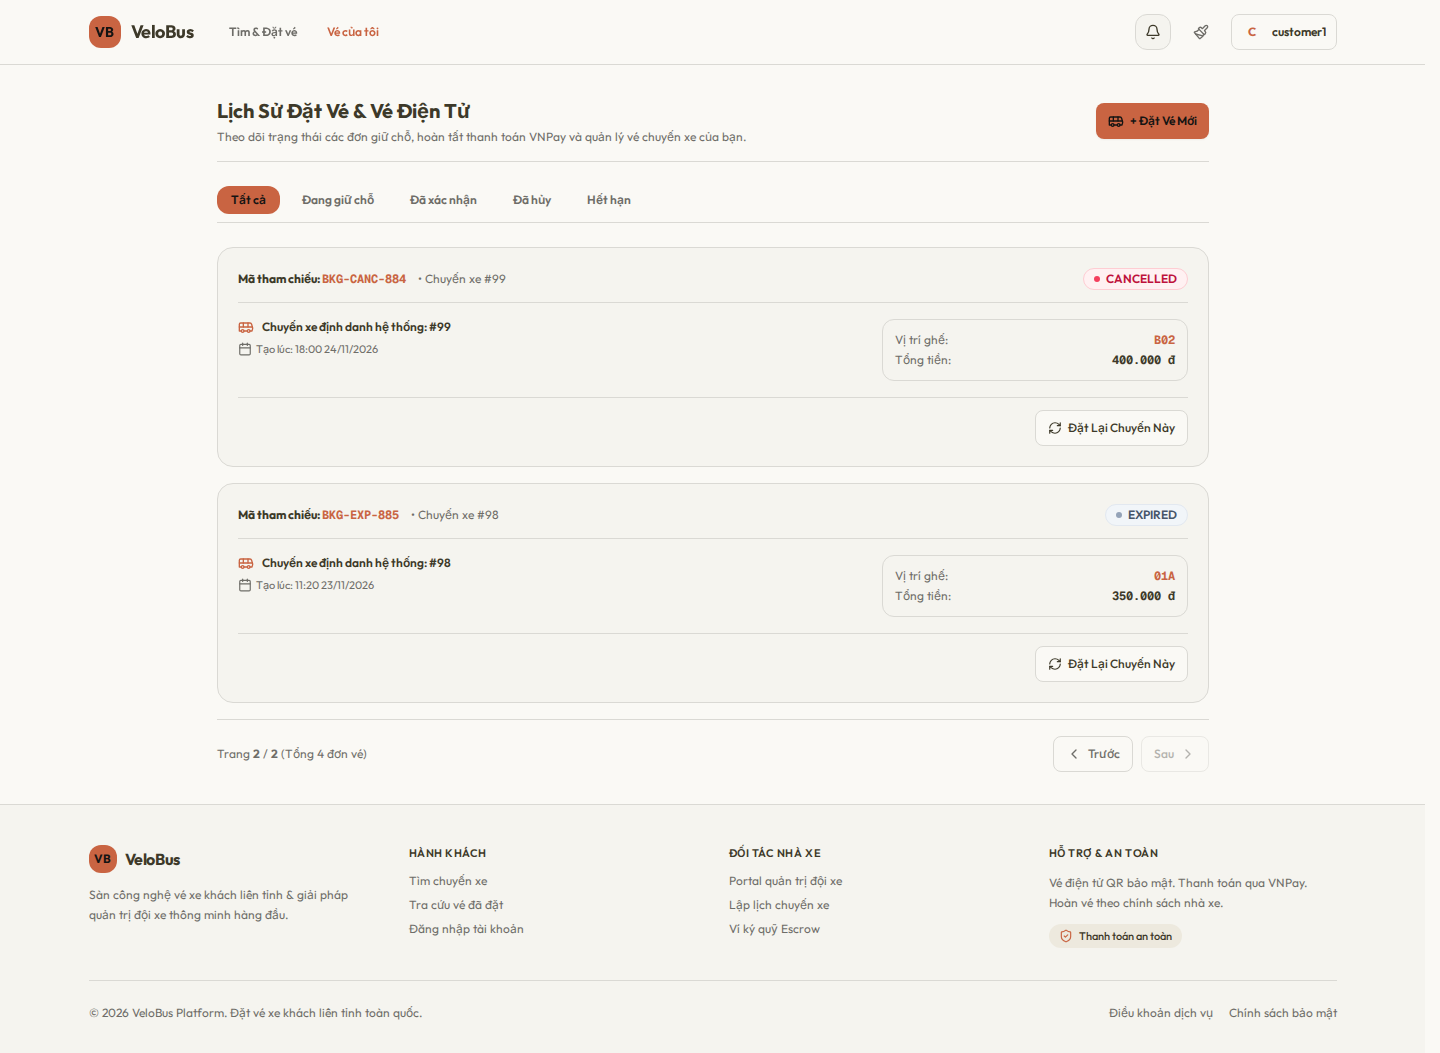 VB VeloBus Tìm & Đặt vé Vé của tôi C customer1
Lịch Sử Đặt Vé & Vé Điện Tử
Theo dõi trạng thái các đơn giữ chỗ, hoàn tất thanh toán VNPay và quản lý vé chuyến xe của bạn.
+ Đặt Vé Mới
Tất cả Đang giữ chỗ Đã xác nhận Đã hủy Hết hạn
Mã tham chiếu: BKG-CANC-884 • Chuyến xe #99 CANCELLED
Chuyến xe định danh hệ thống: #99
Tạo lúc: 18:00 24/11/2026
Vị trí ghế: B02
Tổng tiền: 400.000 đ
Đặt Lại Chuyến Này
Mã tham chiếu: BKG-EXP-885 • Chuyến xe #98 EXPIRED
Chuyến xe định danh hệ thống: #98
Tạo lúc: 11:20 23/11/2026
Vị trí ghế: 01A
Tổng tiền: 350.000 đ
Đặt Lại Chuyến Này
Trang 2 / 2 (Tổng 4 đơn vé) Trước Sau
VB VeloBus
Sàn công nghệ vé xe khách liên tỉnh & giải pháp
quản trị đội xe thông minh hàng đầu.
HÀNH KHÁCH
Tìm chuyến xe
Tra cứu vé đã đặt
Đăng nhập tài khoản
ĐỐI TÁC NHÀ XE
Portal quản trị đội xe
Lập lịch chuyến xe
Ví ký quỹ Escrow
HỖ TRỢ & AN TOÀN
Vé điện tử QR bảo mật. Thanh toán qua VNPay.
Hoàn vé theo chính sách nhà xe.
Thanh toán an toàn
© 2026 VeloBus Platform. Đặt vé xe khách liên tỉnh toàn quốc.
Điều khoản dịch vụ Chính sách bảo mật